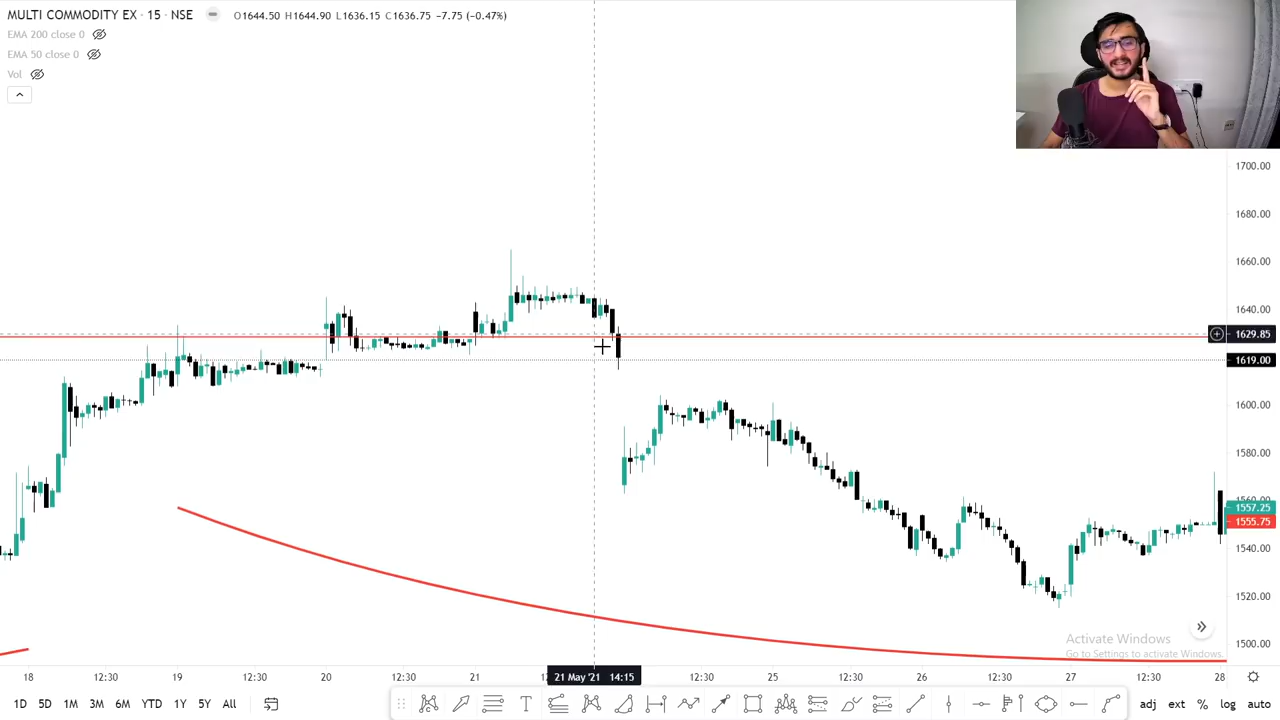 MULTI COMMODITY EX · 15 · NSE O1644.50 H1644.90 L1636.15 C1636.75 -7.75 (-0.47%)
EMA 200 close 0
EMA 50 close 0
Vol
1700.00
1680.00
1660.00
1640.00
1629.85
1619.00
1600.00
1580.00
1560.00
1557.25
1555.75
1540.00
1520.00
1500.00
Activate Windows
Go to Settings to activate Windows.
18 12:30 19 12:30 20 12:30 21 21 May '21 14:15 12:30 25 12:30 26 12:30 27 12:30 28
1D 5D 1M 3M 6M YTD 1Y 5Y All adj ext % log auto